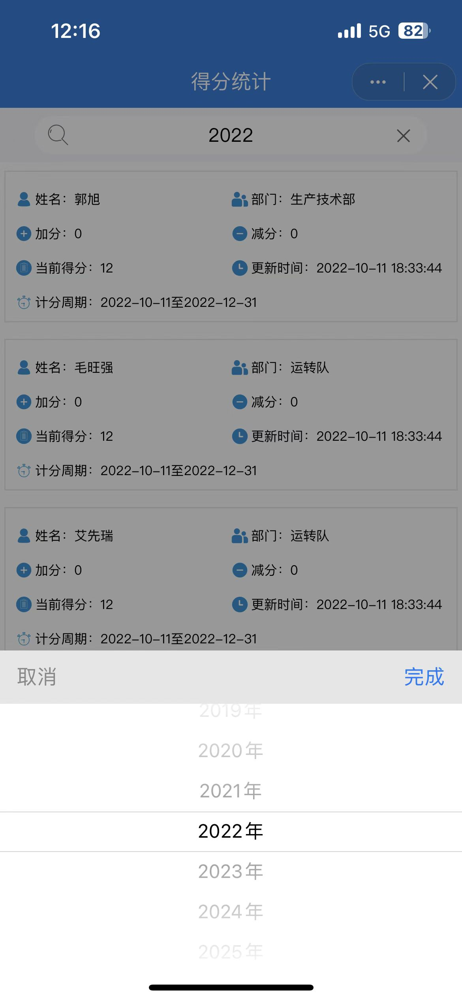 12:16 5G 82
得分统计
2022
姓名：郭旭 部门：生产技术部
加分：0 减分：0
当前得分：12 更新时间：2022-10-11 18:33:44
计分周期：2022-10-11至2022-12-31
姓名：毛旺强 部门：运转队
加分：0 减分：0
当前得分：12 更新时间：2022-10-11 18:33:44
计分周期：2022-10-11至2022-12-31
姓名：艾先瑞 部门：运转队
加分：0 减分：0
当前得分：12 更新时间：2022-10-11 18:33:44
计分周期：2022-10-11至2022-12-31
取消 完成
2019年
2020年
2021年
2022年
2023年
2024年
2025年